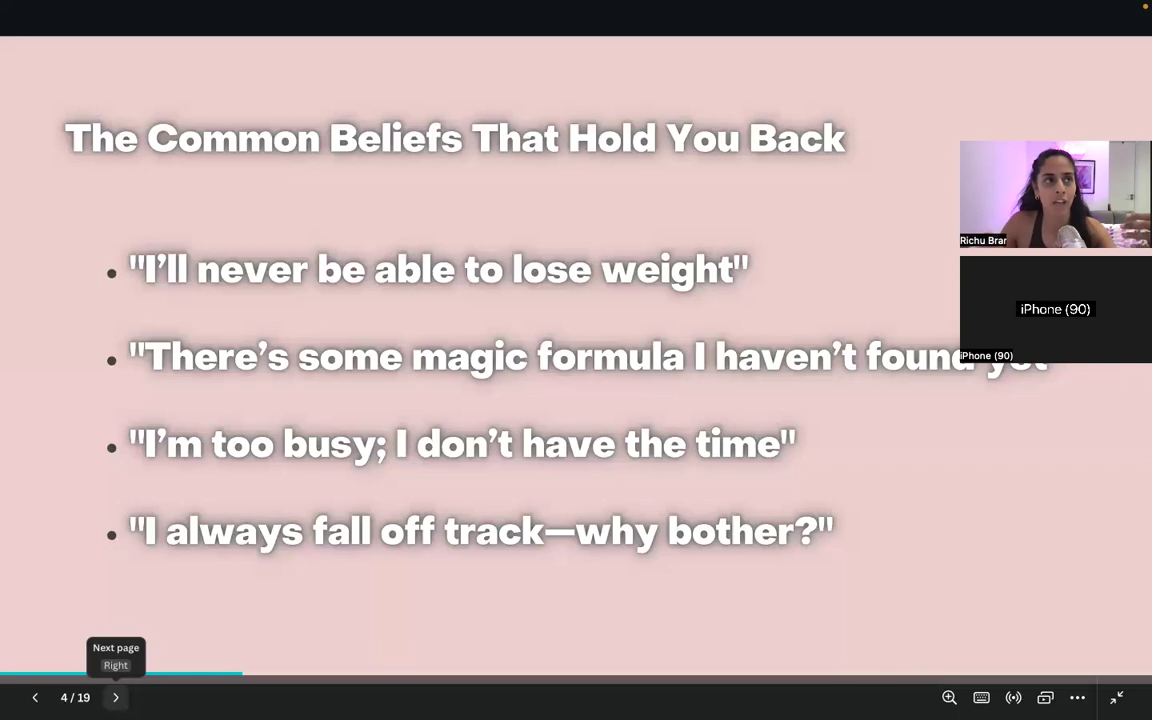 The Common Beliefs That Hold You Back
"I’ll never be able to lose weight"
"There’s some magic formula I haven’t found yet
"I’m too busy; I don’t have the time"
"I always fall off track—why bother?"
Richu Brar
iPhone (90)
iPhone (90)
Next page
Right
4 / 19